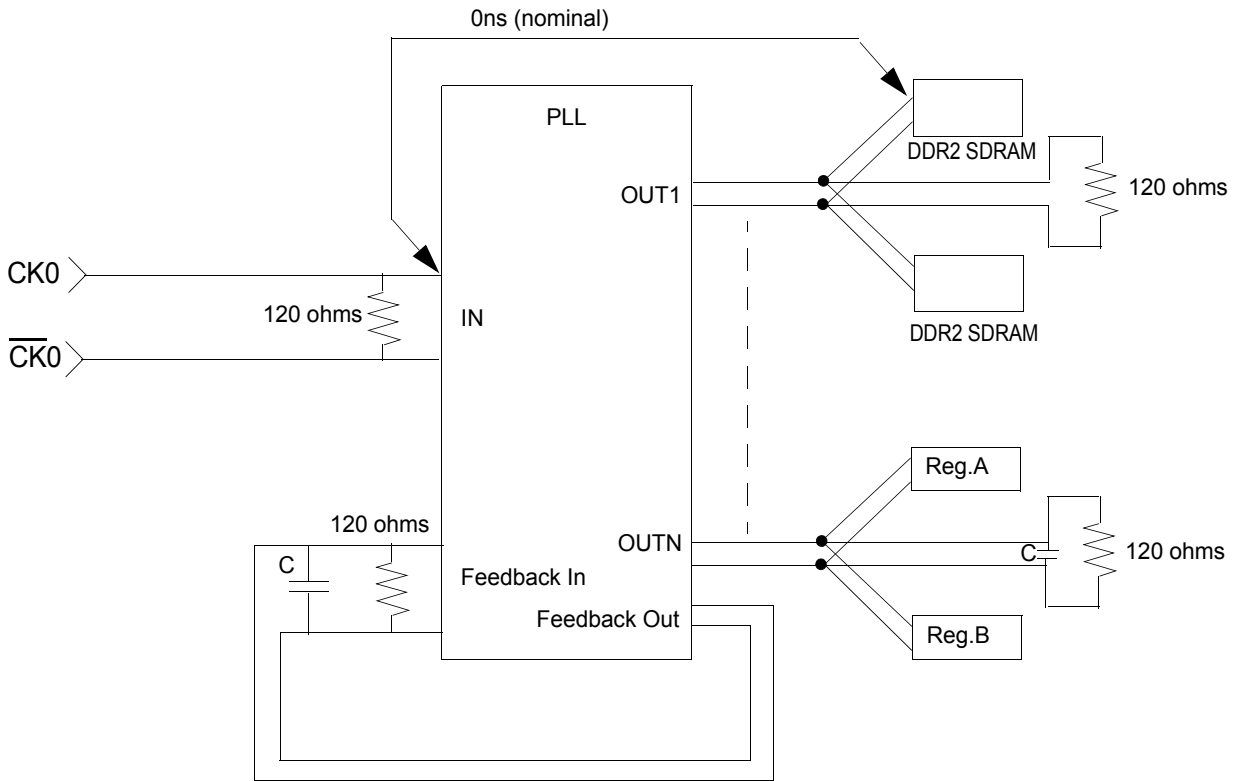 0ns (nominal)
PLL
DDR2 SDRAM
OUT1
120 ohms
CK0
120 ohms
IN
C̅K̅0
DDR2 SDRAM
Reg.A
120 ohms
OUTN
C
120 ohms
C
Feedback In
Feedback Out
Reg.B